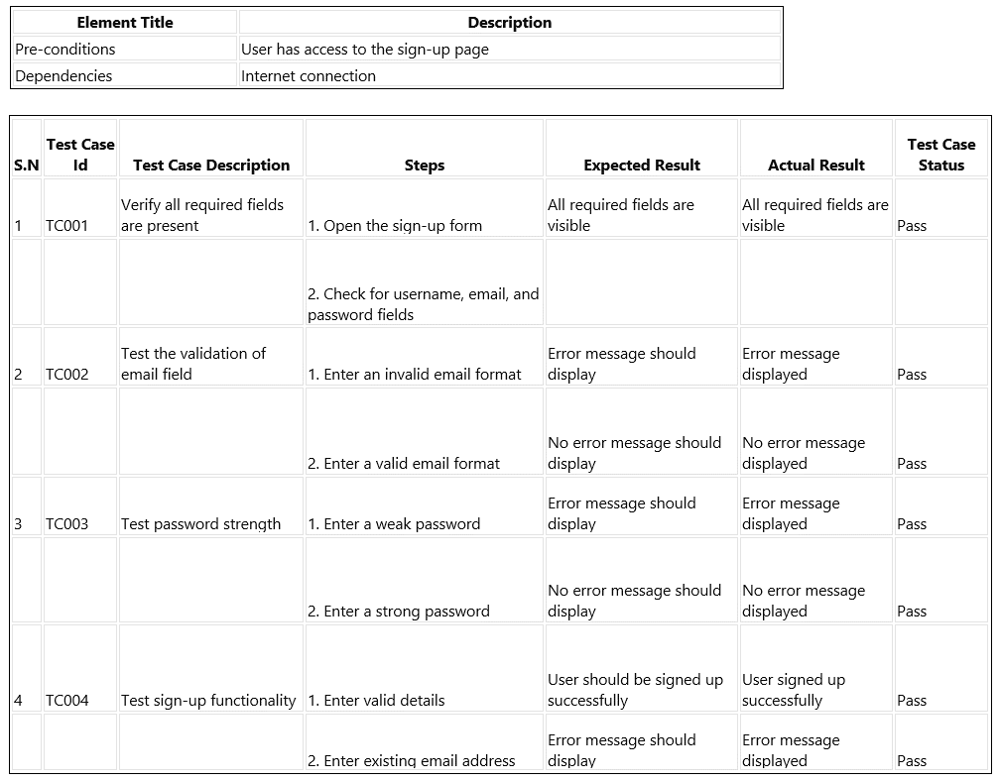 Element Title Description
Pre-conditions User has access to the sign-up page
Dependencies Internet connection
S.N Test Case Id Test Case Description Steps Expected Result Actual Result Test Case Status
1 TC001 Verify all required fields are present 1. Open the sign-up form All required fields are visible All required fields are visible Pass
2. Check for username, email, and password fields
2 TC002 Test the validation of email field 1. Enter an invalid email format Error message should display Error message displayed Pass
2. Enter a valid email format No error message should display No error message displayed Pass
3 TC003 Test password strength 1. Enter a weak password Error message should display Error message displayed Pass
2. Enter a strong password No error message should display No error message displayed Pass
4 TC004 Test sign-up functionality 1. Enter valid details User should be signed up successfully User signed up successfully Pass
2. Enter existing email address Error message should display Error message displayed Pass